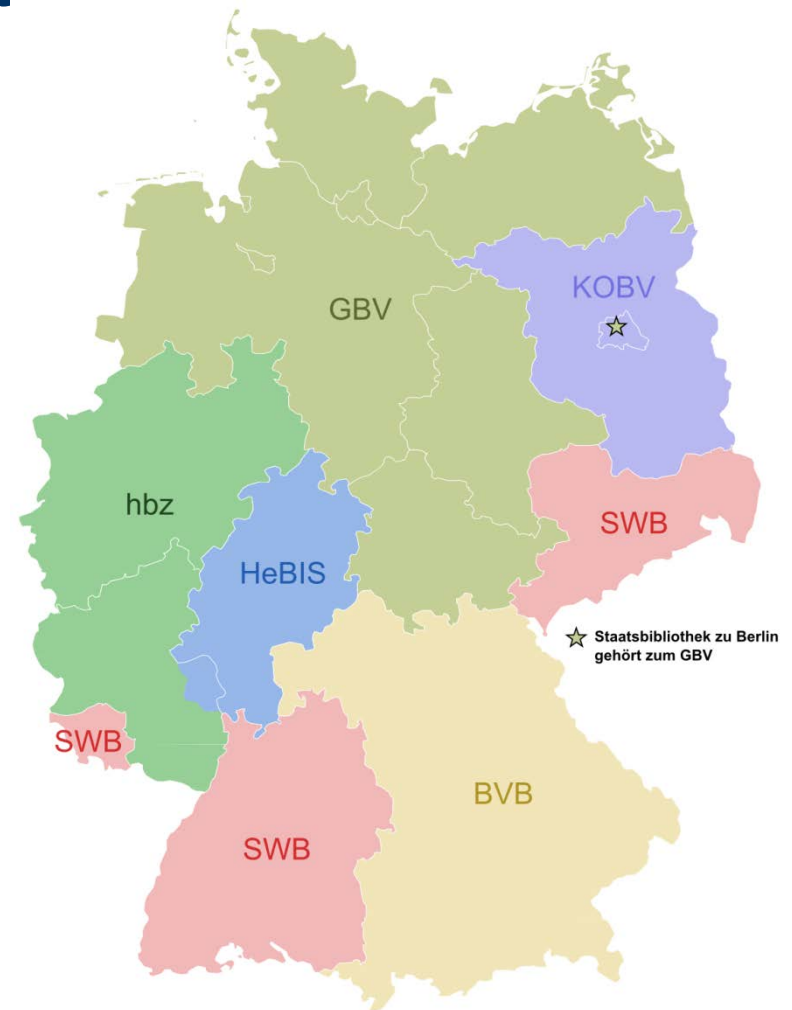 GBV
KOBV
hbz
SWB
HeBIS
Staatsbibliothek zu Berlin
gehört zum GBV
SWB
BVB
SWB